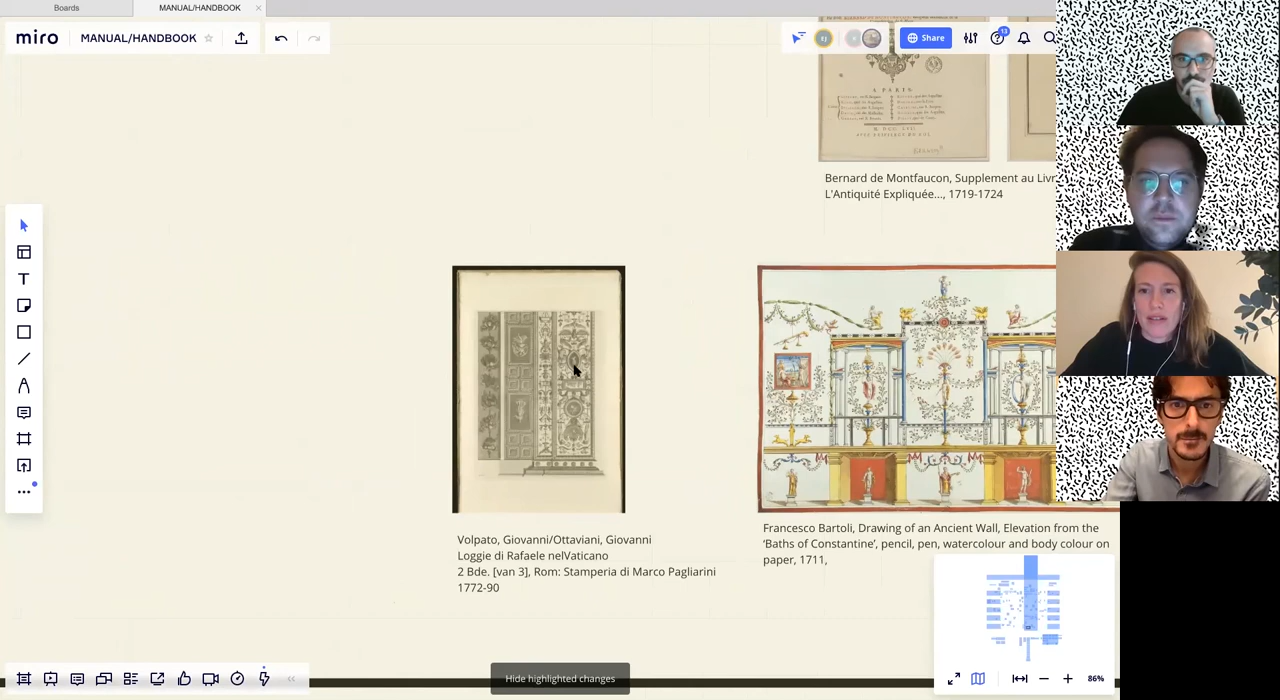 Boards
MANUAL/HANDBOOK
miro
MANUAL/HANDBOOK
Share
13
A PARIS
Bernard de Montfaucon, Supplement au Livr
L'Antiquité Expliquée..., 1719-1724
Volpato, Giovanni/Ottaviani, Giovanni
Loggie di Rafaele nelVaticano
2 Bde. [van 3], Rom: Stamperia di Marco Pagliarini
1772-90
Francesco Bartoli, Drawing of an Ancient Wall, Elevation from the
‘Baths of Constantine’, pencil, pen, watercolour and body colour on
paper, 1711,
Hide highlighted changes
86%